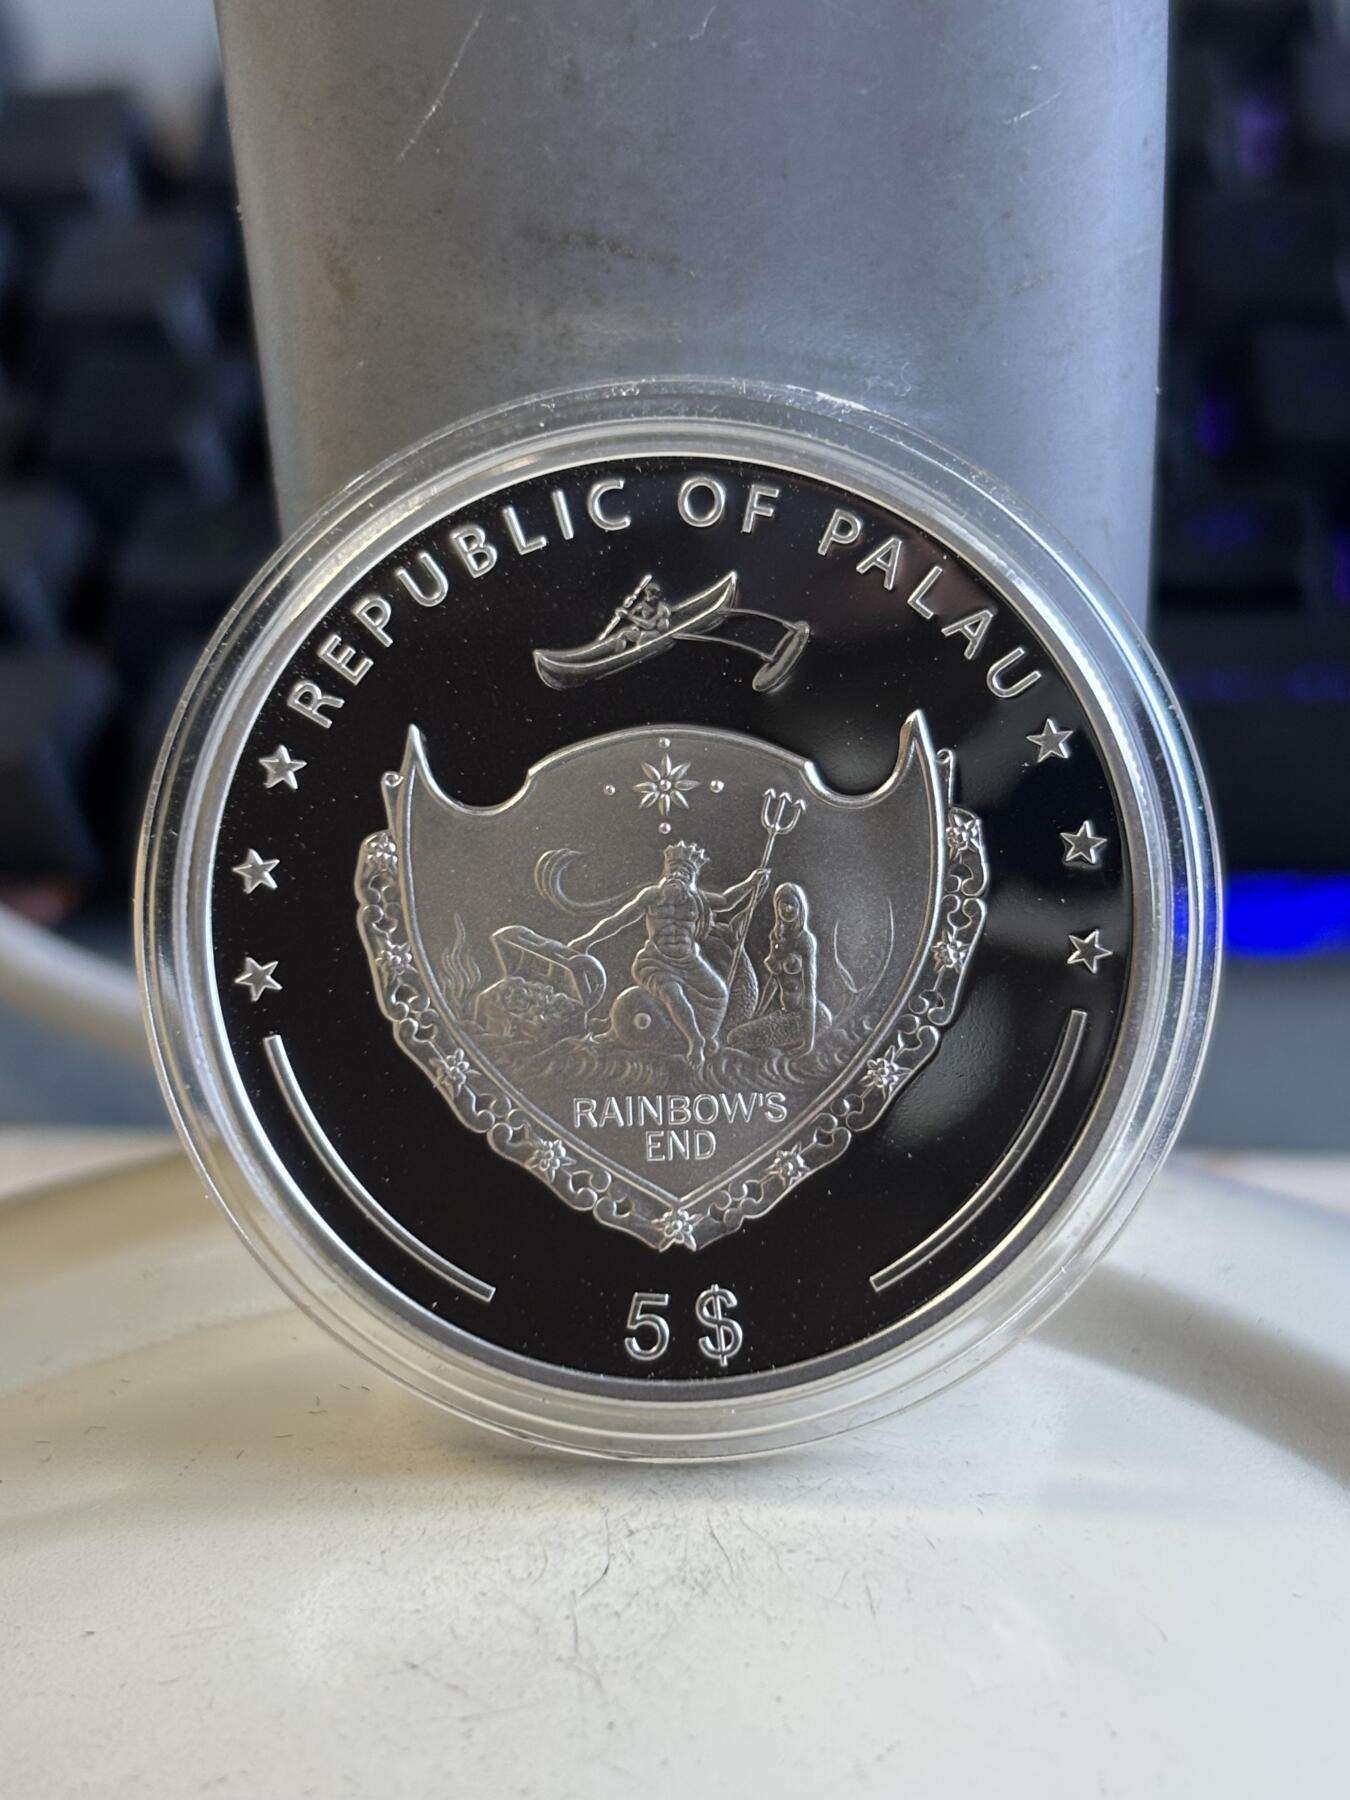 REPUBLIC OF PALAU
RAINBOW'S
END
5 $